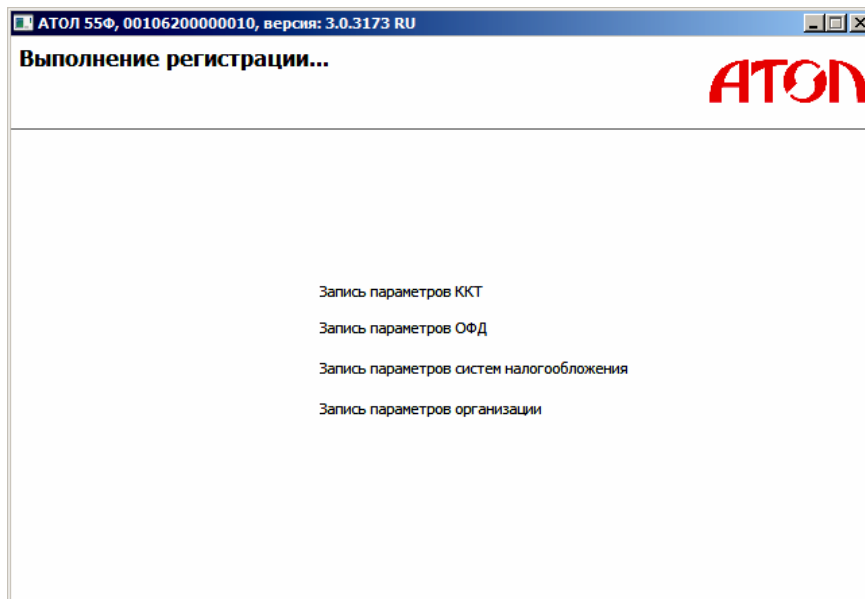 АТОЛ 55Ф, 00106200000010, версия: 3.0.3173 RU
Выполнение регистрации...
АТОЛ
Запись параметров ККТ
Запись параметров ОФД
Запись параметров систем налогообложения
Запись параметров организации